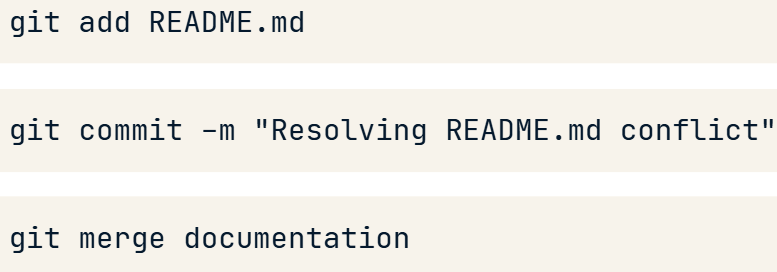 git add README.md
git commit -m "Resolving README.md conflict"
git merge documentation